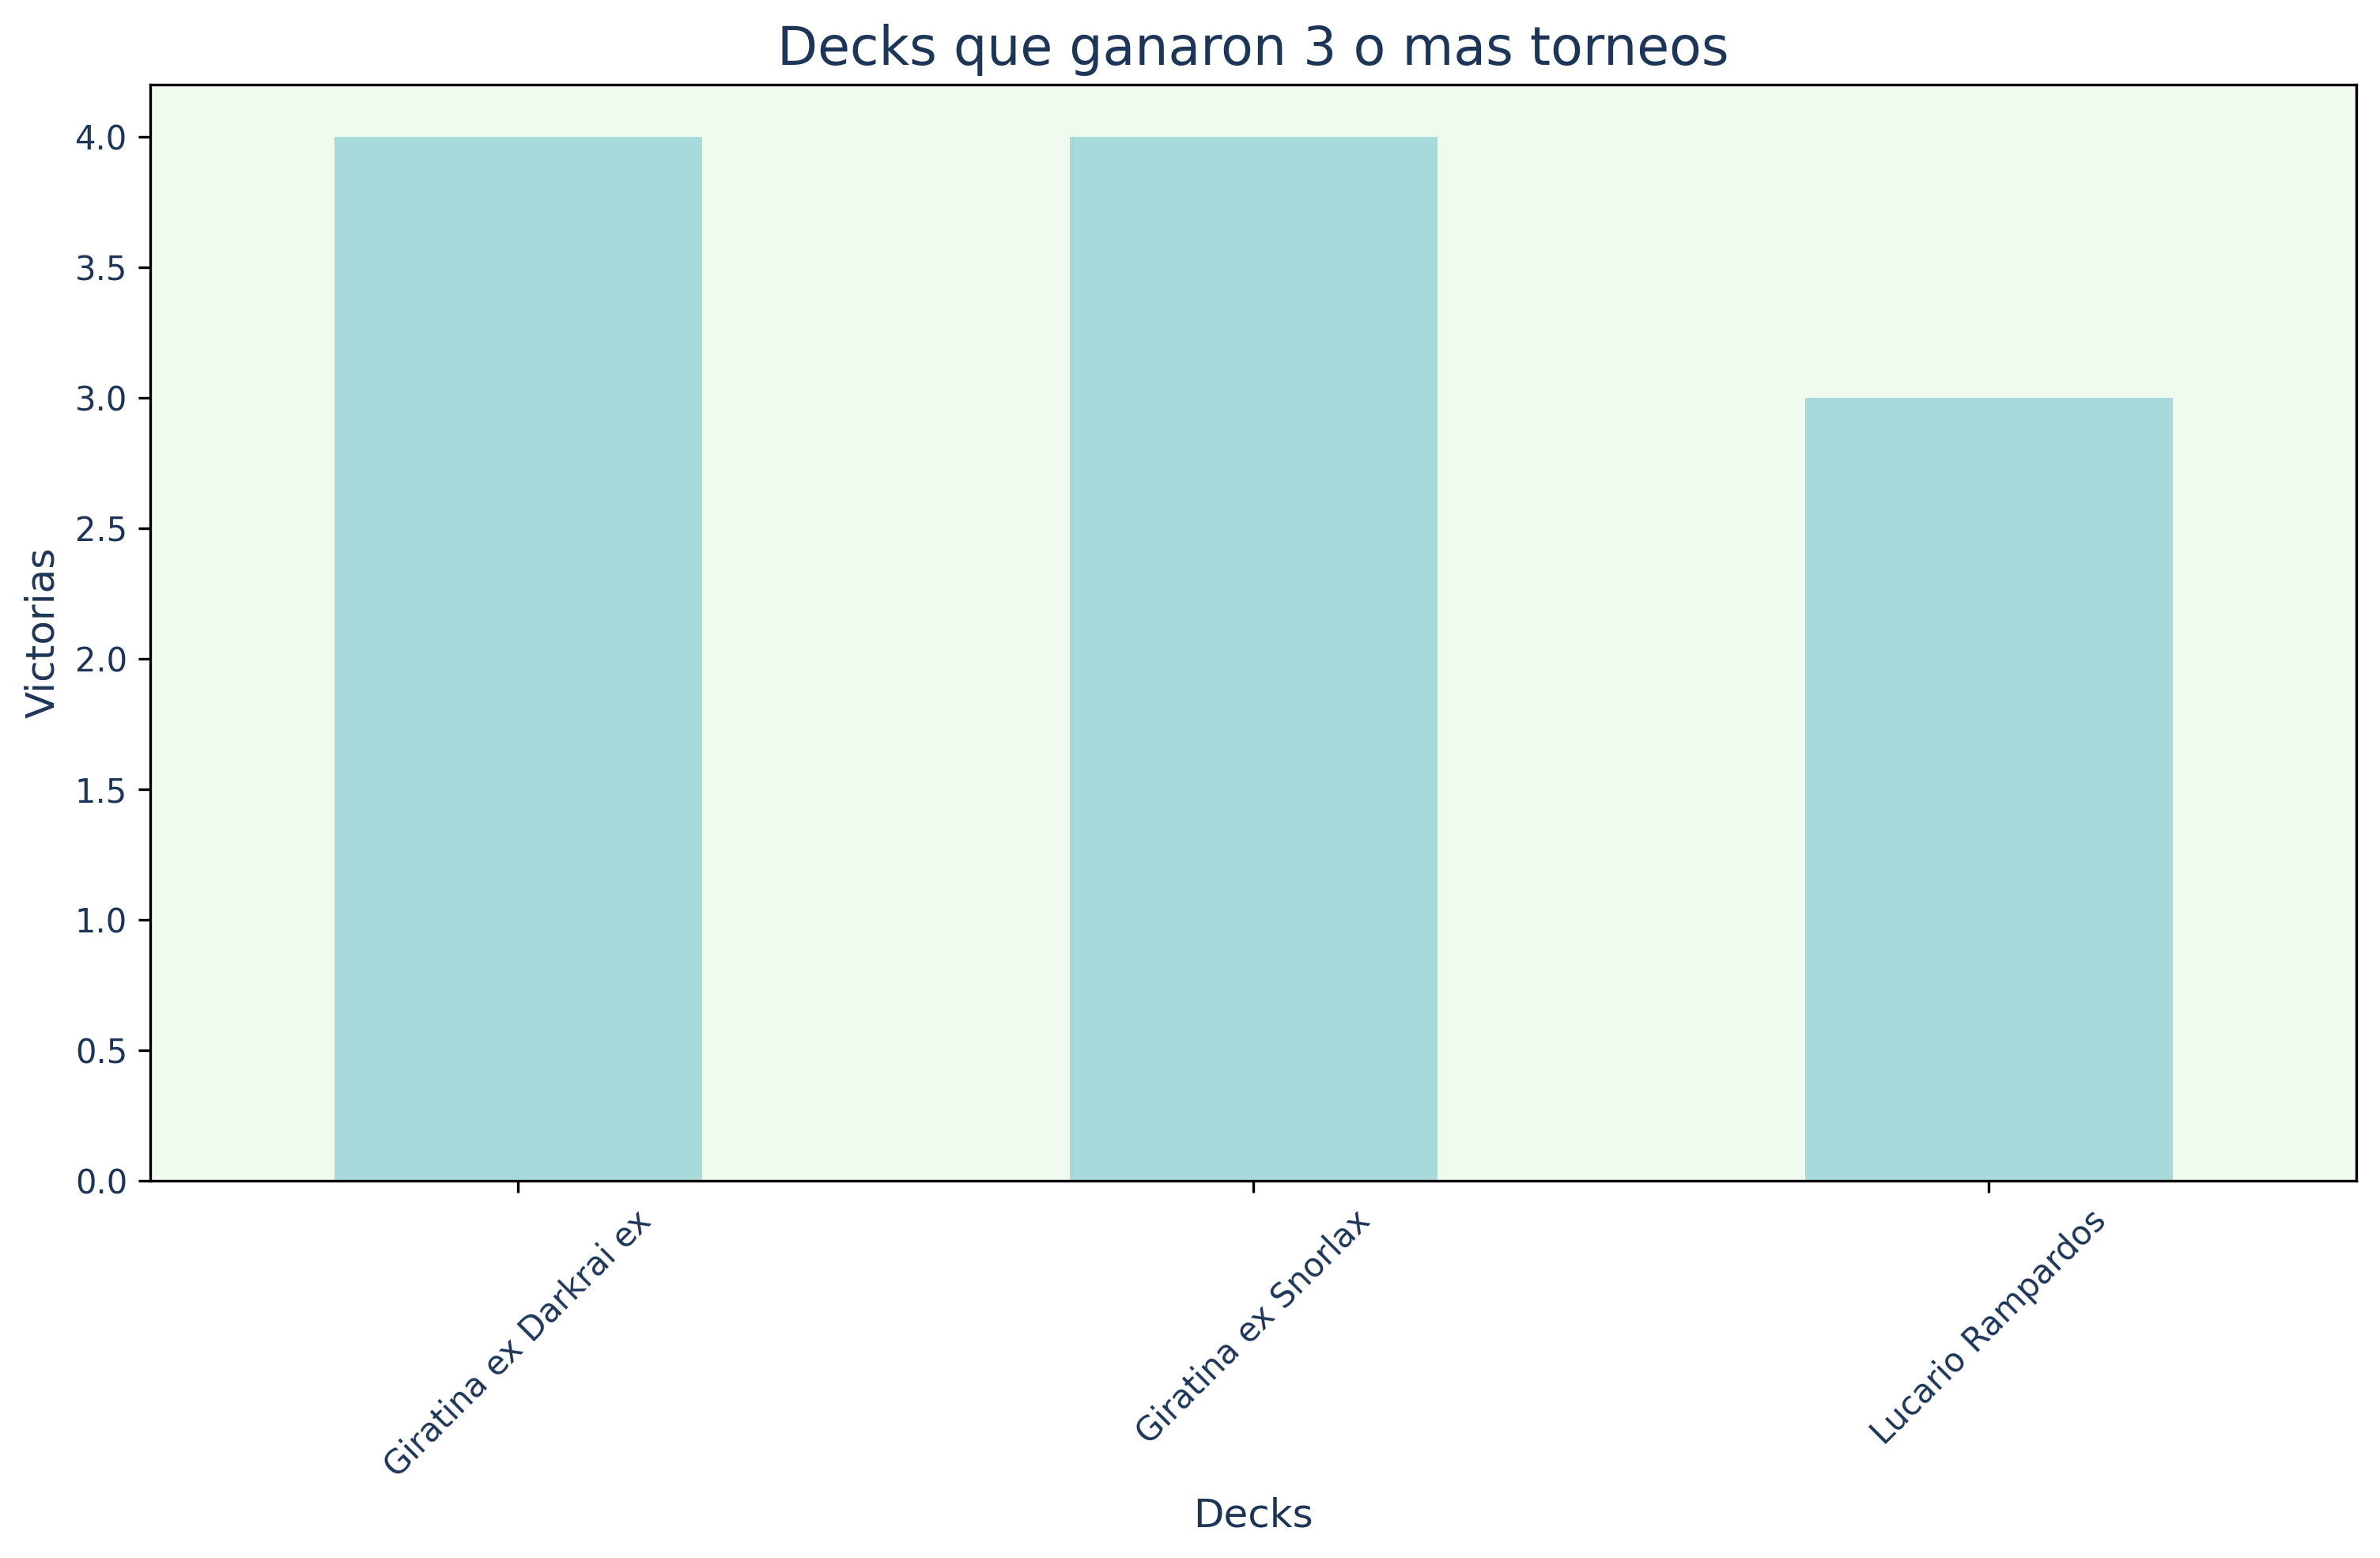 Decks que ganaron 3 o mas torneos
4.0
3.5
3.0
2.5
2.0
1.5
1.0
0.5
0.0
Victorias
Giratina ex Darkrai ex
Giratina ex Snorlax
Lucario Rampardos
Decks